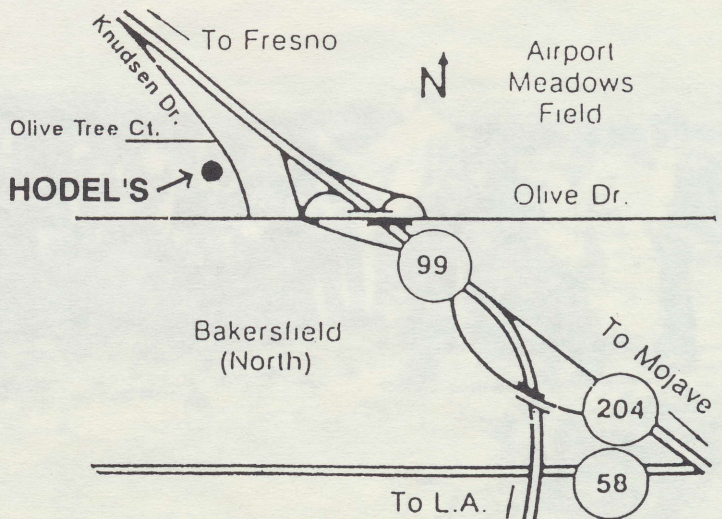 To Fresno
Knudsen Dr.
N
Airport
Meadows
Field
Olive Tree Ct.
HODEL'S
Olive Dr.
99
Bakersfield
(North)
To Mojave
204
58
To L.A.